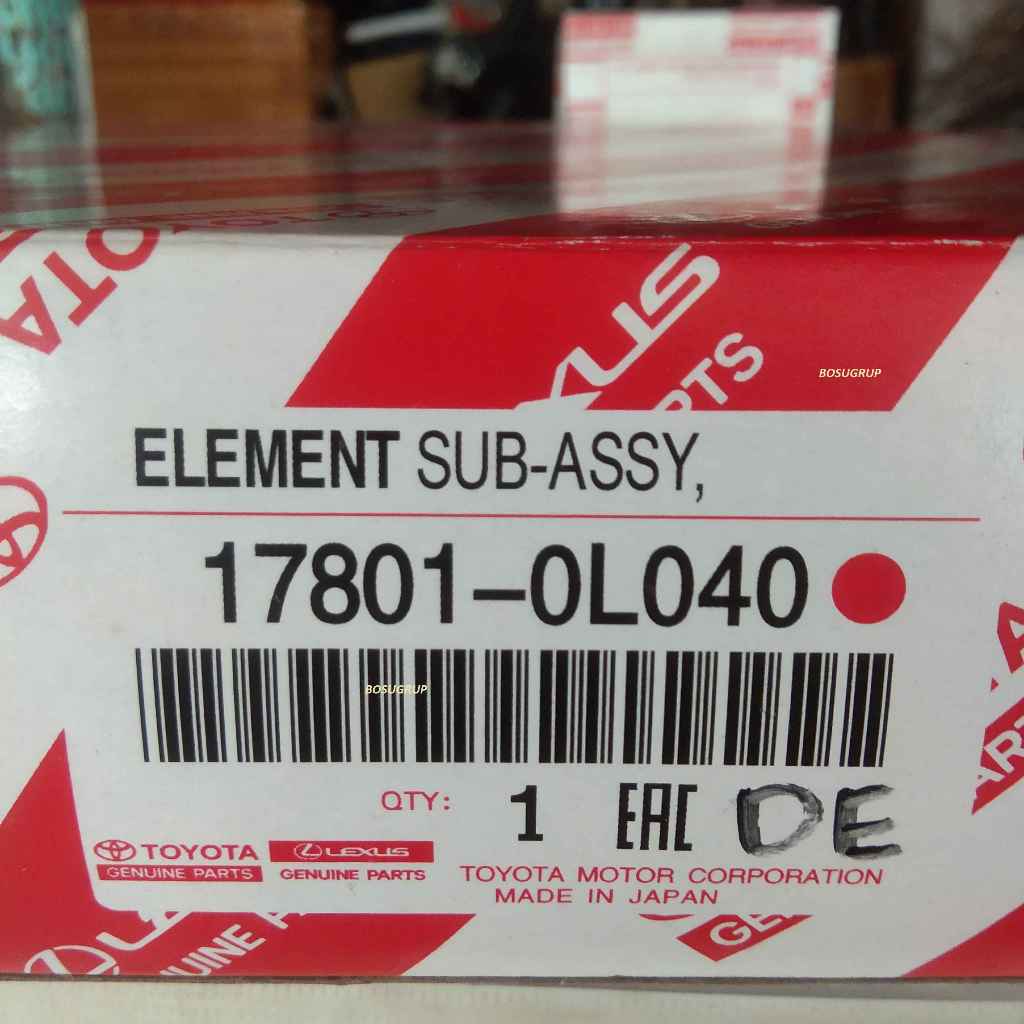 TOYOTA
LEXUS
PARTS
BOSUGRUP
ELEMENT SUB-ASSY,
17801-0L040
BOSUGRUP
QTY: 1 EAC DE
TOYOTA LEXUS
GENUINE PARTS GENUINE PARTS
TOYOTA MOTOR CORPORATION
MADE IN JAPAN